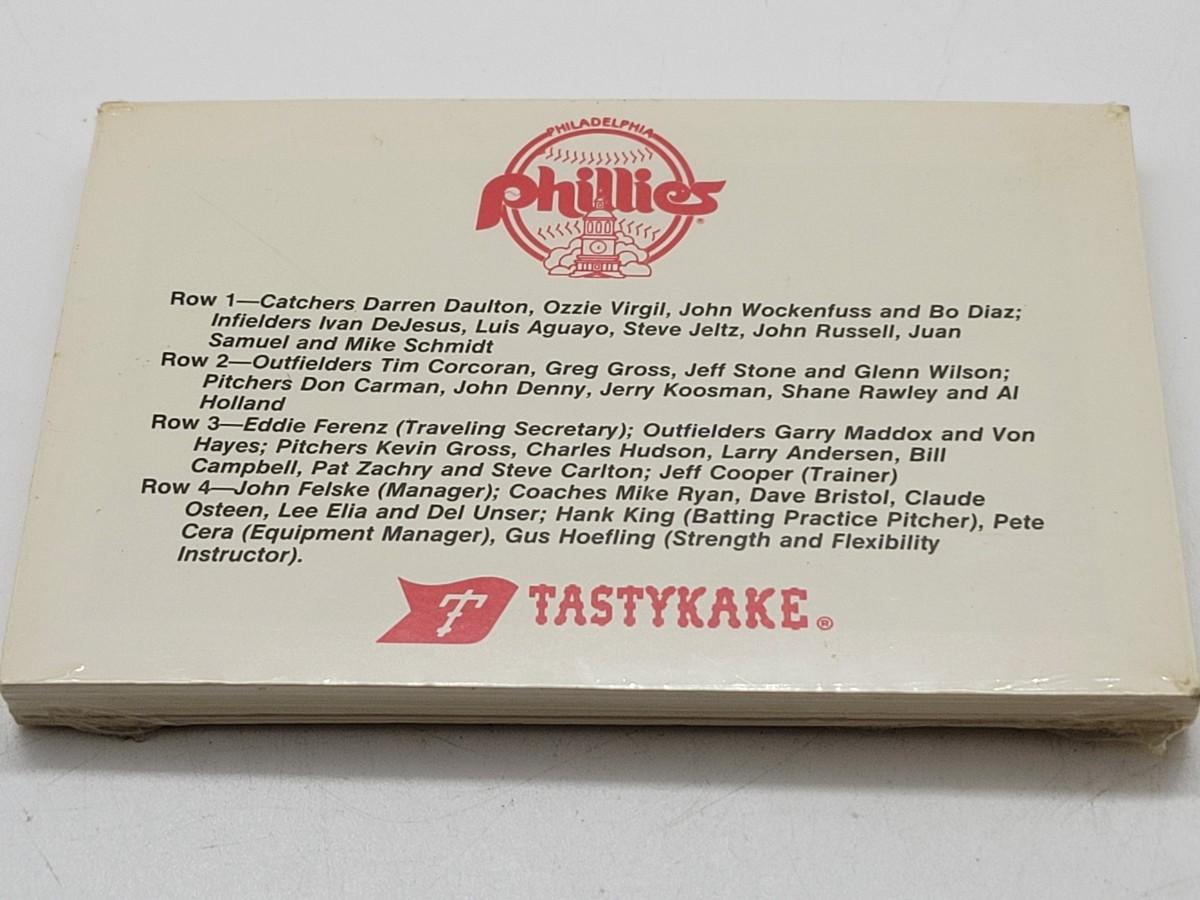 PHILADELPHIA
Phillies
®
Row 1—Catchers Darren Daulton, Ozzie Virgil, John Wockenfuss and Bo Diaz;
Infielders Ivan DeJesus, Luis Aguayo, Steve Jeltz, John Russell, Juan
Samuel and Mike Schmidt
Row 2—Outfielders Tim Corcoran, Greg Gross, Jeff Stone and Glenn Wilson;
Pitchers Don Carman, John Denny, Jerry Koosman, Shane Rawley and Al
Holland
Row 3—Eddie Ferenz (Traveling Secretary); Outfielders Garry Maddox and Von
Hayes; Pitchers Kevin Gross, Charles Hudson, Larry Andersen, Bill
Campbell, Pat Zachry and Steve Carlton; Jeff Cooper (Trainer)
Row 4—John Felske (Manager); Coaches Mike Ryan, Dave Bristol, Claude
Osteen, Lee Elia and Del Unser; Hank King (Batting Practice Pitcher), Pete
Cera (Equipment Manager), Gus Hoefling (Strength and Flexibility
Instructor).
T TASTYKAKE®